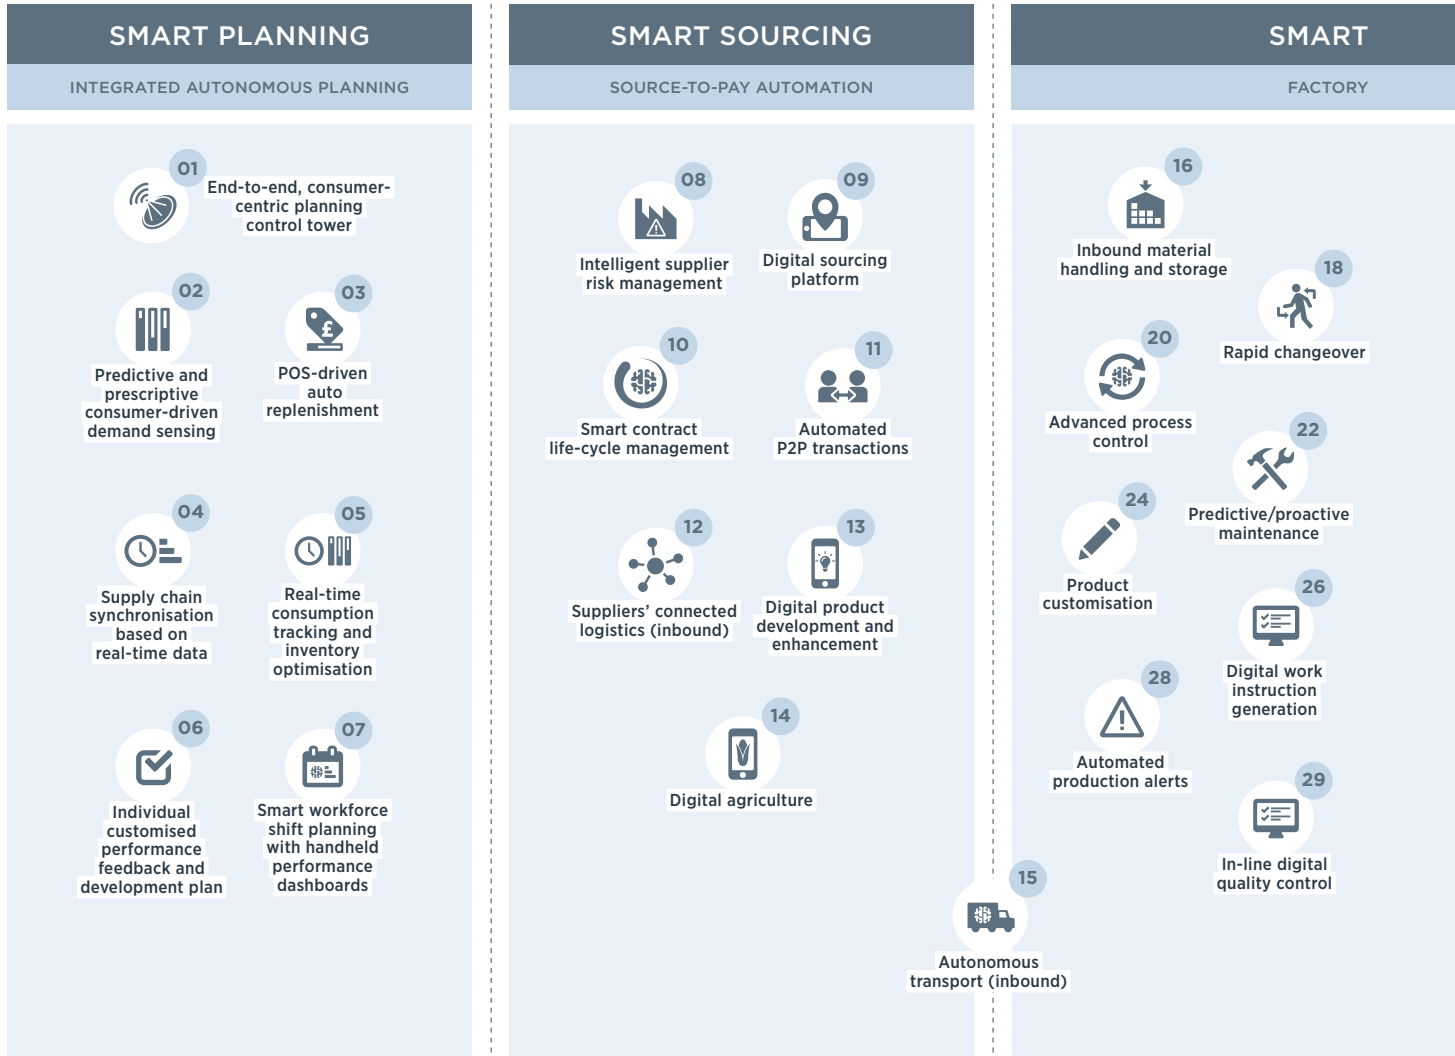 SMART PLANNING
INTEGRATED AUTONOMOUS PLANNING
01
End-to-end, consumer-
centric planning
control tower
02
Predictive and
prescriptive
consumer-driven
demand sensing
03
£
POS-driven
auto
replenishment
04
Supply chain
synchronisation
based on
real-time data
05
Real-time
consumption
tracking and
inventory
optimisation
06
Individual
customised
performance
feedback and
development plan
07
Smart workforce
shift planning
with handheld
performance
dashboards
SMART SOURCING
SOURCE-TO-PAY AUTOMATION
08
Intelligent supplier
risk management
09
Digital sourcing
platform
10
Smart contract
life-cycle management
11
Automated
P2P transactions
12
Suppliers’ connected
logistics (inbound)
13
Digital product
development and
enhancement
14
Digital agriculture
15
Autonomous
transport (inbound)
SMART
FACTORY
16
Inbound material
handling and storage
18
Rapid changeover
20
Advanced process
control
22
Predictive/proactive
maintenance
24
Product
customisation
26
Digital work
instruction
generation
28
Automated
production alerts
29
In-line digital
quality control